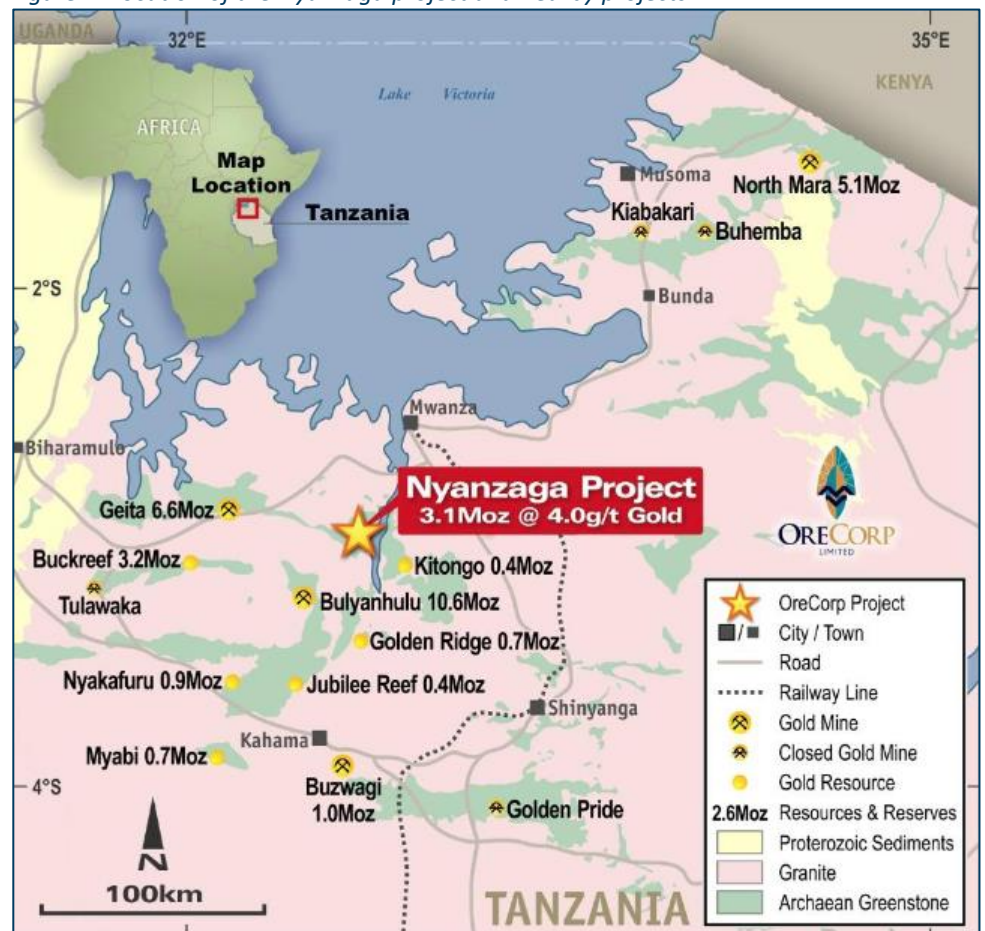 UGANDA
32°E
35°E
KENYA
Lake Victoria
AFRICA
Map
Location
Tanzania
Musoma
North Mara 5.1Moz
Kiabakari
Buhemba
2°S
Bunda
Mwanza
Biharamulo
Nyanzaga Project
3.1Moz @ 4.0g/t Gold
Geita 6.6Moz
ORECORP
LIMITED
Buckreef 3.2Moz
Kitongo 0.4Moz
Tulawaka
Bulyanhulu 10.6Moz
Golden Ridge 0.7Moz
Nyakafuru 0.9Moz
Jubilee Reef 0.4Moz
Shinyanga
Kahama
Myabi 0.7Moz
Buzwagi
1.0Moz
Golden Pride
4°S
N
100km
TANZANIA
OreCorp Project
/ City / Town
Road
Railway Line
Gold Mine
Closed Gold Mine
Gold Resource
2.6Moz Resources & Reserves
Proterozoic Sediments
Granite
Archaean Greenstone